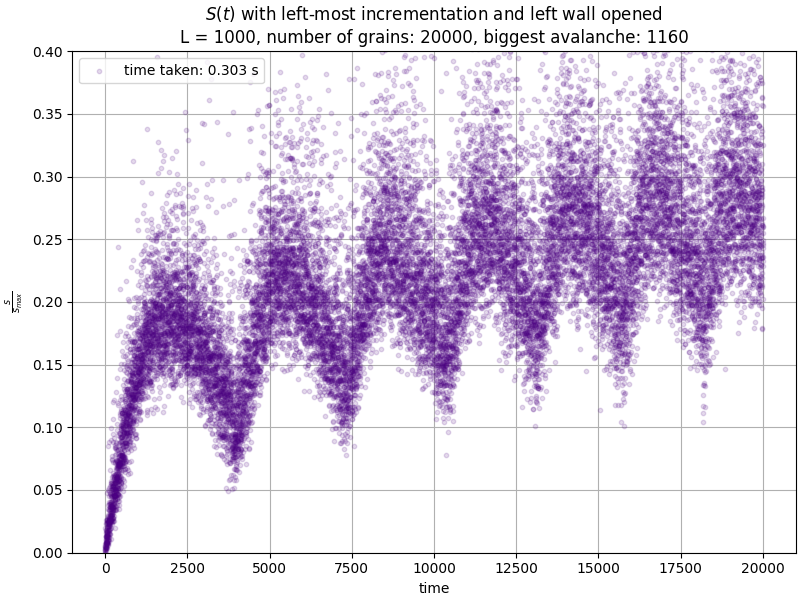 S(t) with left-most incrementation and left wall opened
L = 1000, number of grains: 20000, biggest avalanche: 1160
time taken: 0.303 s
0.40
0.35
0.30
0.25
0.20
0.15
0.10
0.05
0.00
s/s_max
0 2500 5000 7500 10000 12500 15000 17500 20000
time